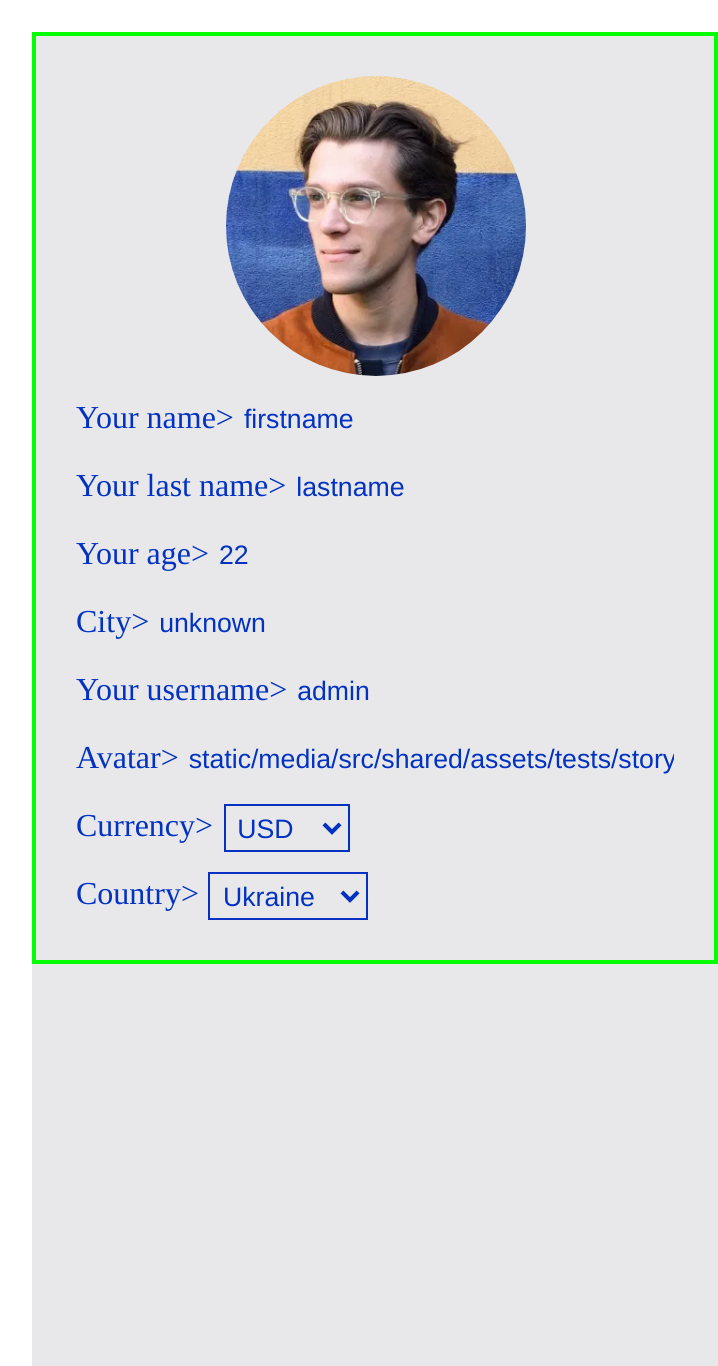 Your name> firstname
Your last name> lastname
Your age> 22
City> unknown
Your username> admin
Avatar> static/media/src/shared/assets/tests/story
Currency> USD
Country> Ukraine